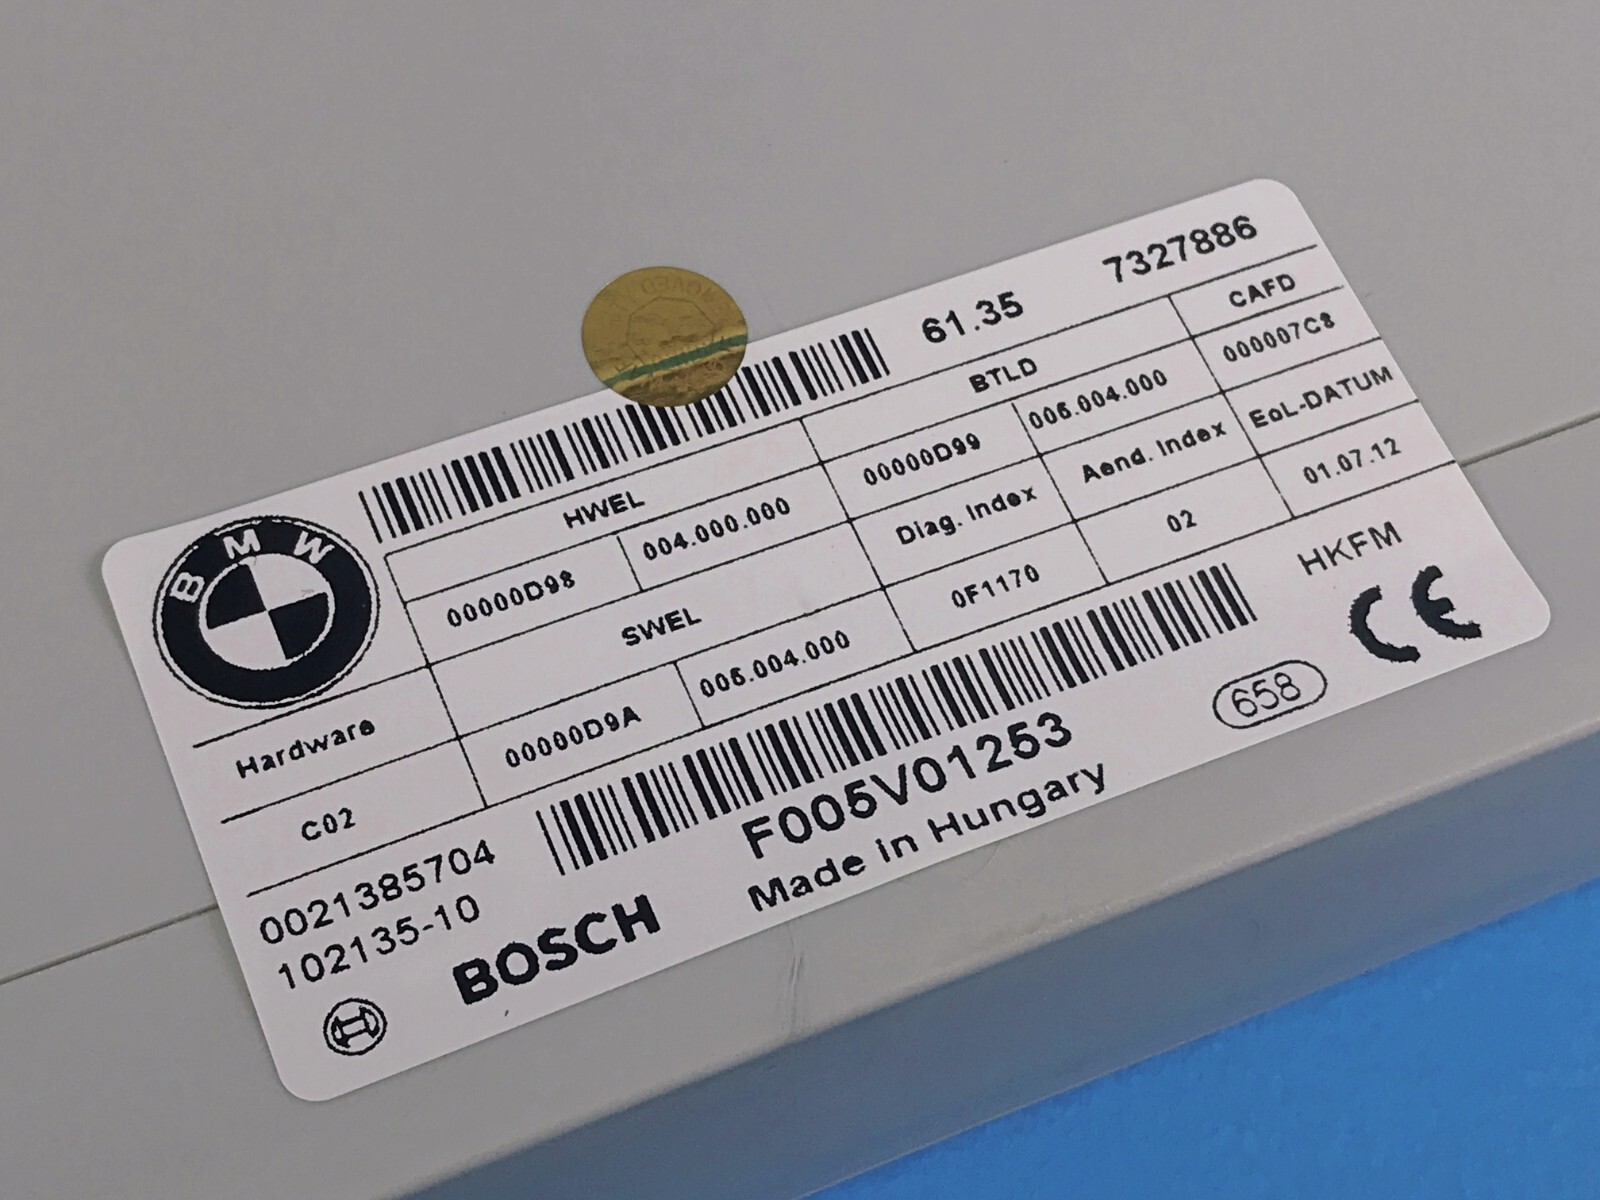 61.35 7327886
BMW
HWEL BTLD CAFD
00000D98 004.000.000 00000D99 006.004.000 000007C8
SWEL Diag. Index Aend. Index EoL-DATUM
Hardware 00000D9A 006.004.000 0F1170 02 01.07.12
C02
HKFM
0021385704
102135-10
F005V01253
658
CE
BOSCH Made in Hungary